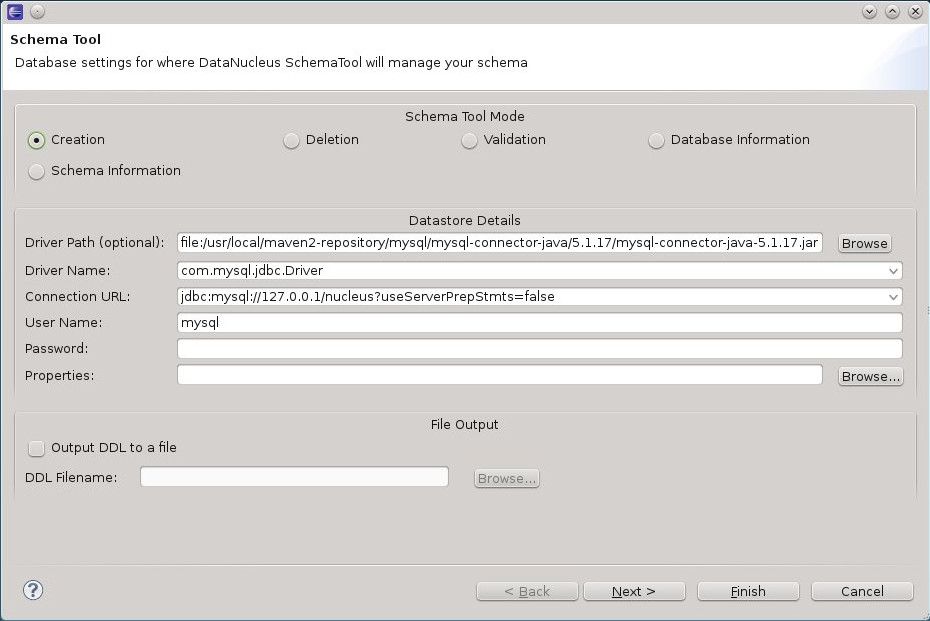 Schema Tool
Database settings for where DataNucleus SchemaTool will manage your schema
Schema Tool Mode
Creation Deletion Validation Database Information
Schema Information
Datastore Details
Driver Path (optional): file:/usr/local/maven2-repository/mysql/mysql-connector-java/5.1.17/mysql-connector-java-5.1.17.jar Browse
Driver Name: com.mysql.jdbc.Driver
Connection URL: jdbc:mysql://127.0.0.1/nucleus?useServerPrepStmts=false
User Name: mysql
Password:
Properties: Browse...
File Output
Output DDL to a file
DDL Filename: Browse...
? < Back Next > Finish Cancel